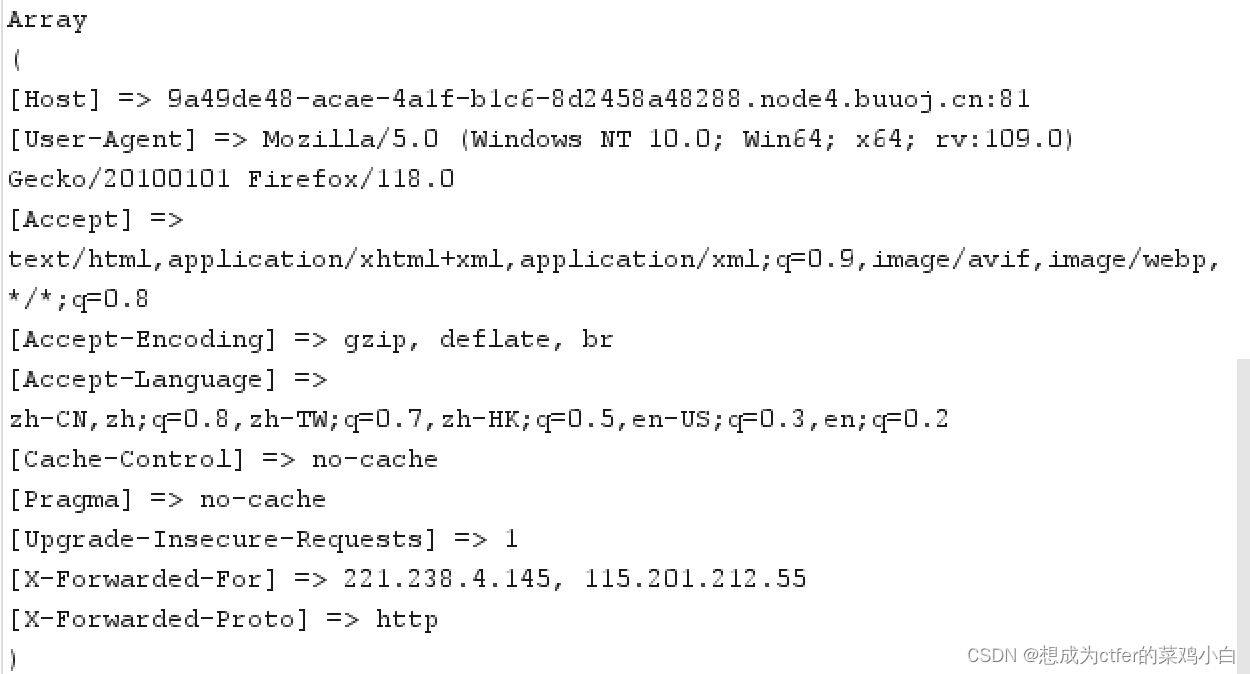 Array
(
[Host] => 9a49de48-acae-4a1f-b1c6-8d2458a48288.node4.buuoj.cn:81
[User-Agent] => Mozilla/5.0 (Windows NT 10.0; Win64; x64; rv:109.0)
Gecko/20100101 Firefox/118.0
[Accept] =>
text/html,application/xhtml+xml,application/xml;q=0.9,image/avif,image/webp,
*/*;q=0.8
[Accept-Encoding] => gzip, deflate, br
[Accept-Language] =>
zh-CN,zh;q=0.8,zh-TW;q=0.7,zh-HK;q=0.5,en-US;q=0.3,en;q=0.2
[Cache-Control] => no-cache
[Pragma] => no-cache
[Upgrade-Insecure-Requests] => 1
[X-Forwarded-For] => 221.238.4.145, 115.201.212.55
[X-Forwarded-Proto] => http
)
CSDN @想成为ctfer的菜鸡小白